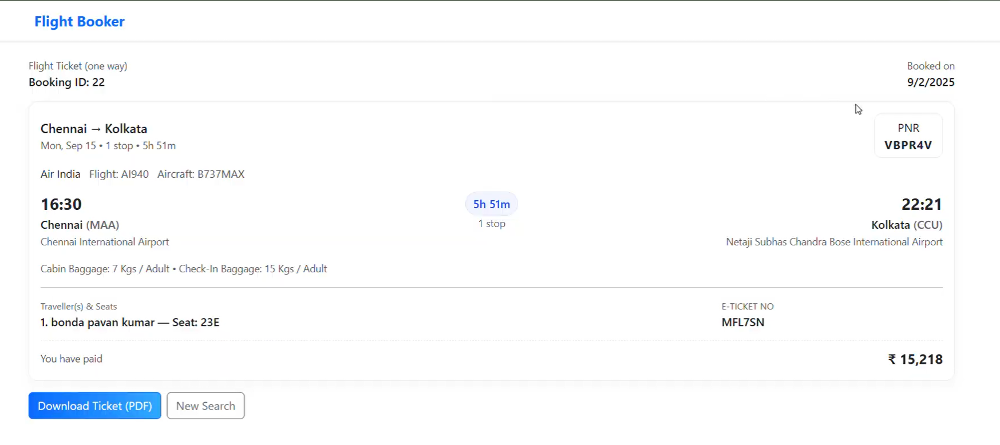 Flight Booker
Flight Ticket (one way)
Booking ID: 22
Booked on
9/2/2025
Chennai → Kolkata
Mon, Sep 15 • 1 stop • 5h 51m
PNR
VBPR4V
Air India Flight: AI940 Aircraft: B737MAX
16:30
Chennai (MAA)
Chennai International Airport
5h 51m
1 stop
22:21
Kolkata (CCU)
Netaji Subhas Chandra Bose International Airport
Cabin Baggage: 7 Kgs / Adult • Check-In Baggage: 15 Kgs / Adult
Traveller(s) & Seats
1. bonda pavan kumar — Seat: 23E
E-TICKET NO
MFL7SN
You have paid
₹ 15,218
Download Ticket (PDF)
New Search